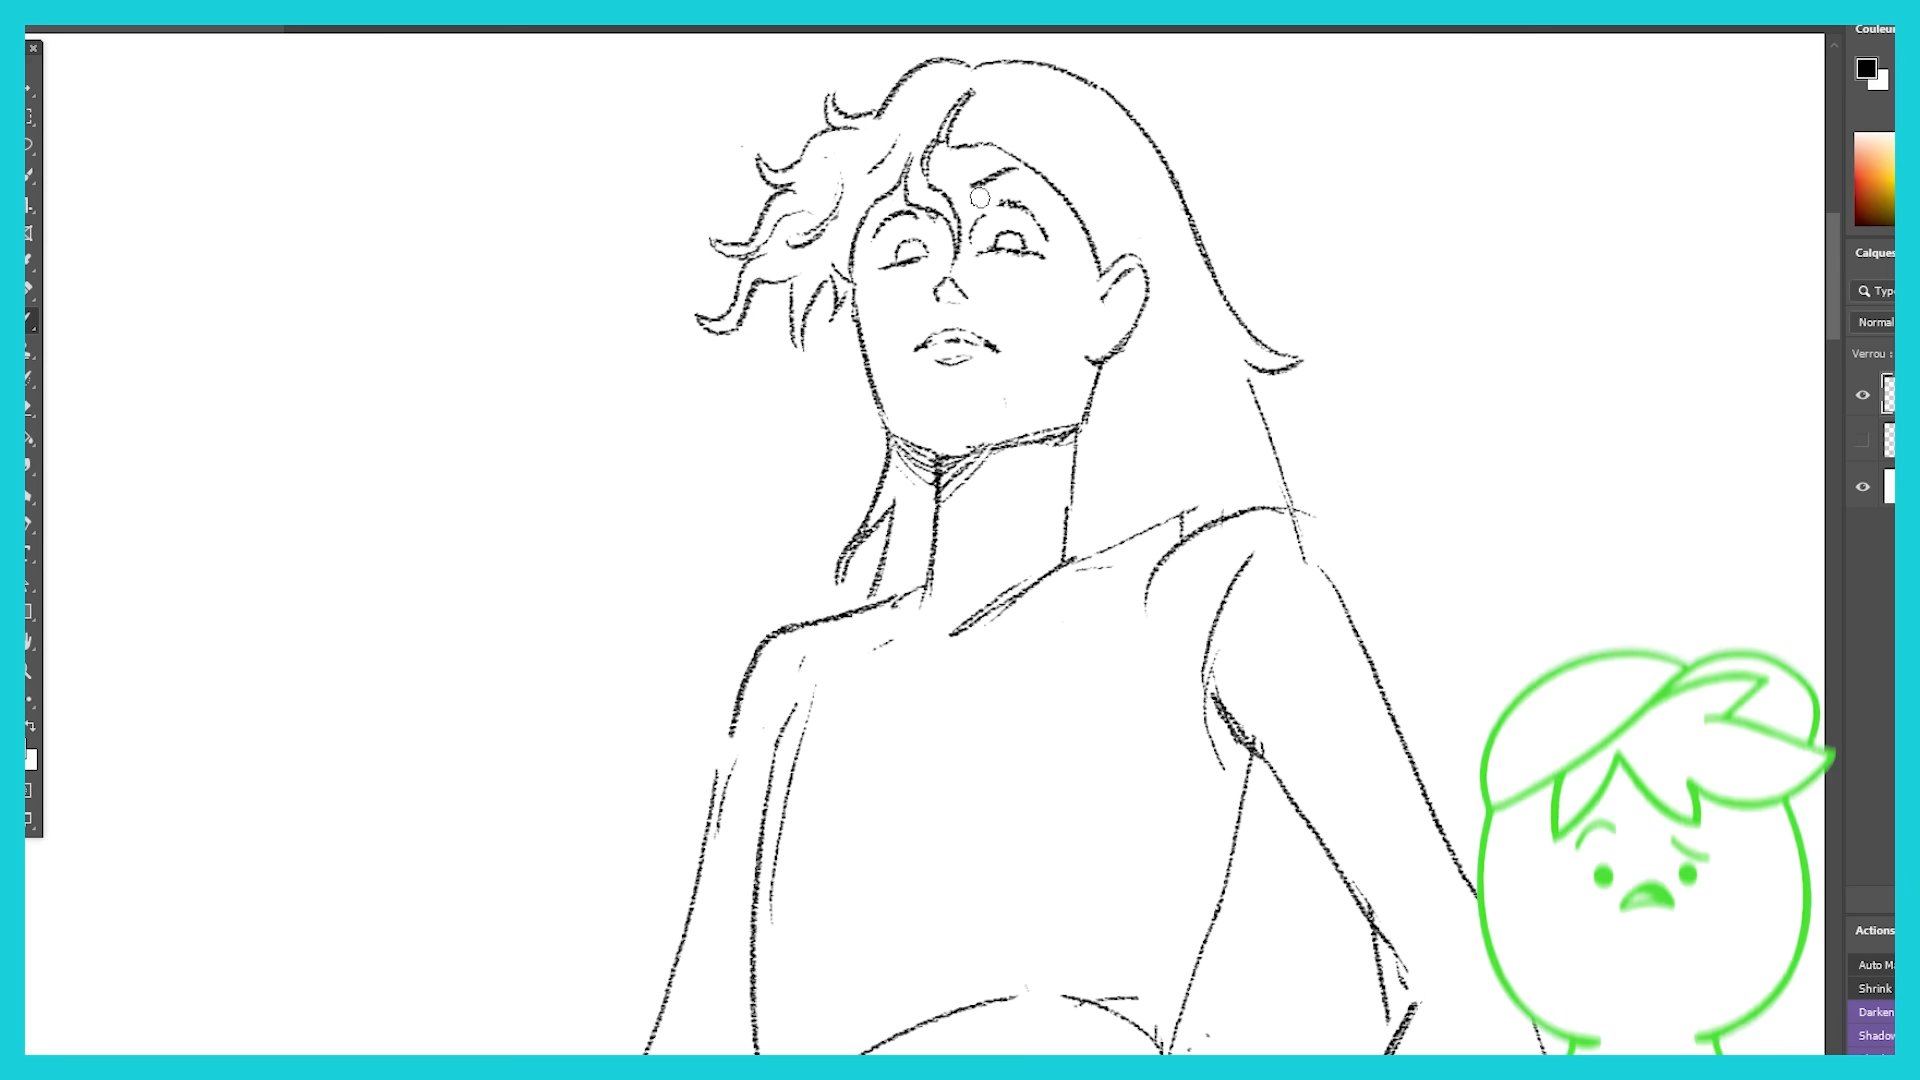 Couleur
Calques
Typ
Normal
Verrou :
Actions
Auto M
Shrink
Darken
Shadow